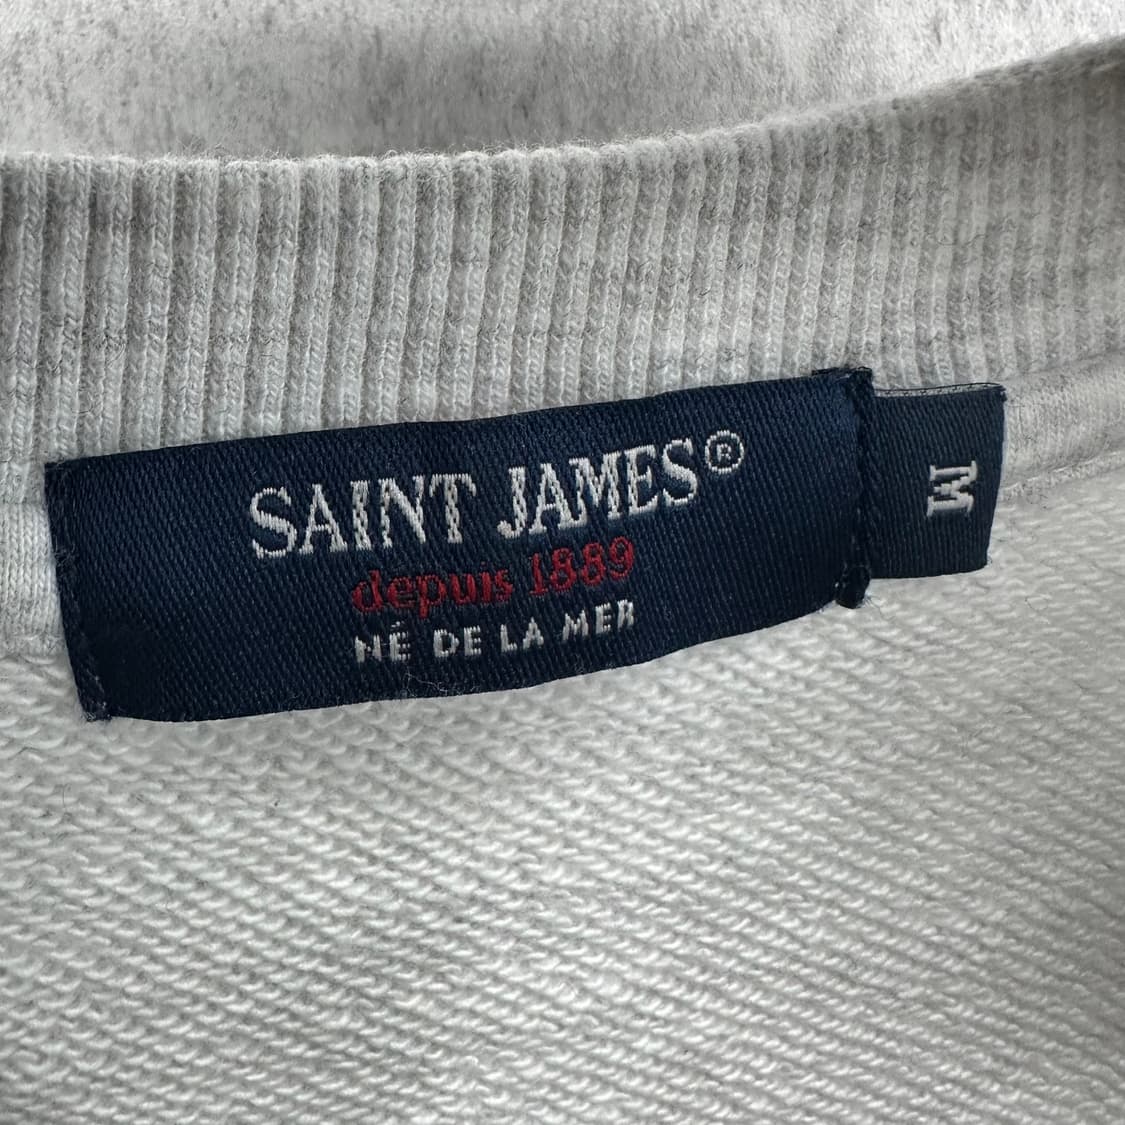 SAINT JAMES®
depuis 1889
NÉ DE LA MER
M